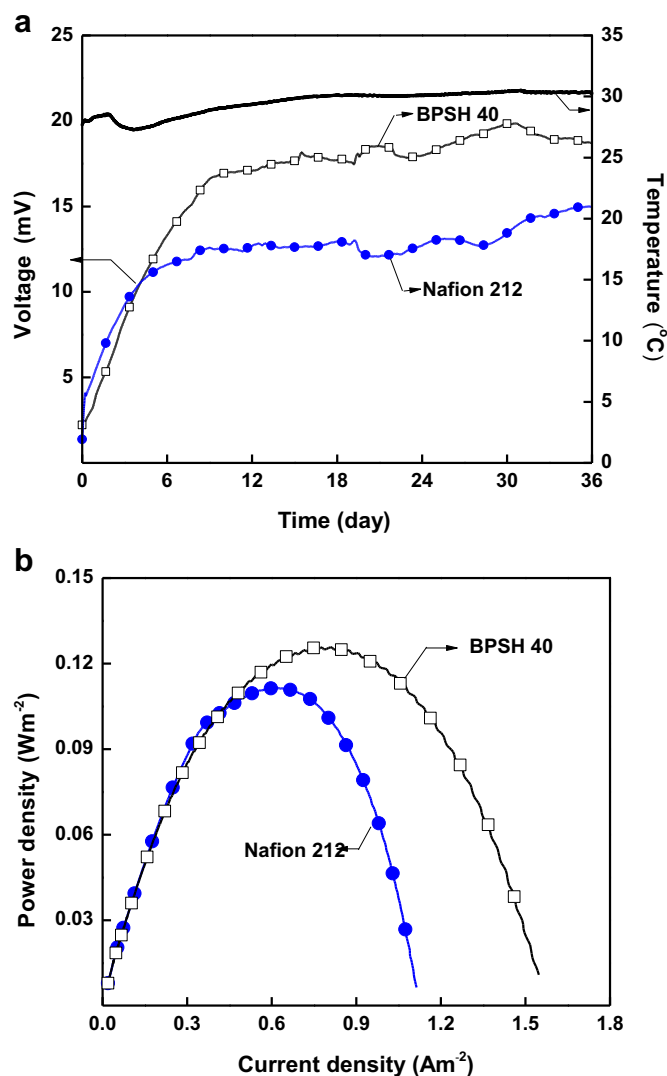 a
25
20
15
10
5
Voltage (mV)
35
30
25
20
15
10
5
0
Temperature (°C)
BPSH 40
Nafion 212
0 6 12 18 24 30 36
Time (day)
b
0.15
0.12
0.09
0.06
0.03
Power density (Wm-2)
BPSH 40
Nafion 212
0.0 0.3 0.6 0.9 1.2 1.5 1.8
Current density (Am-2)